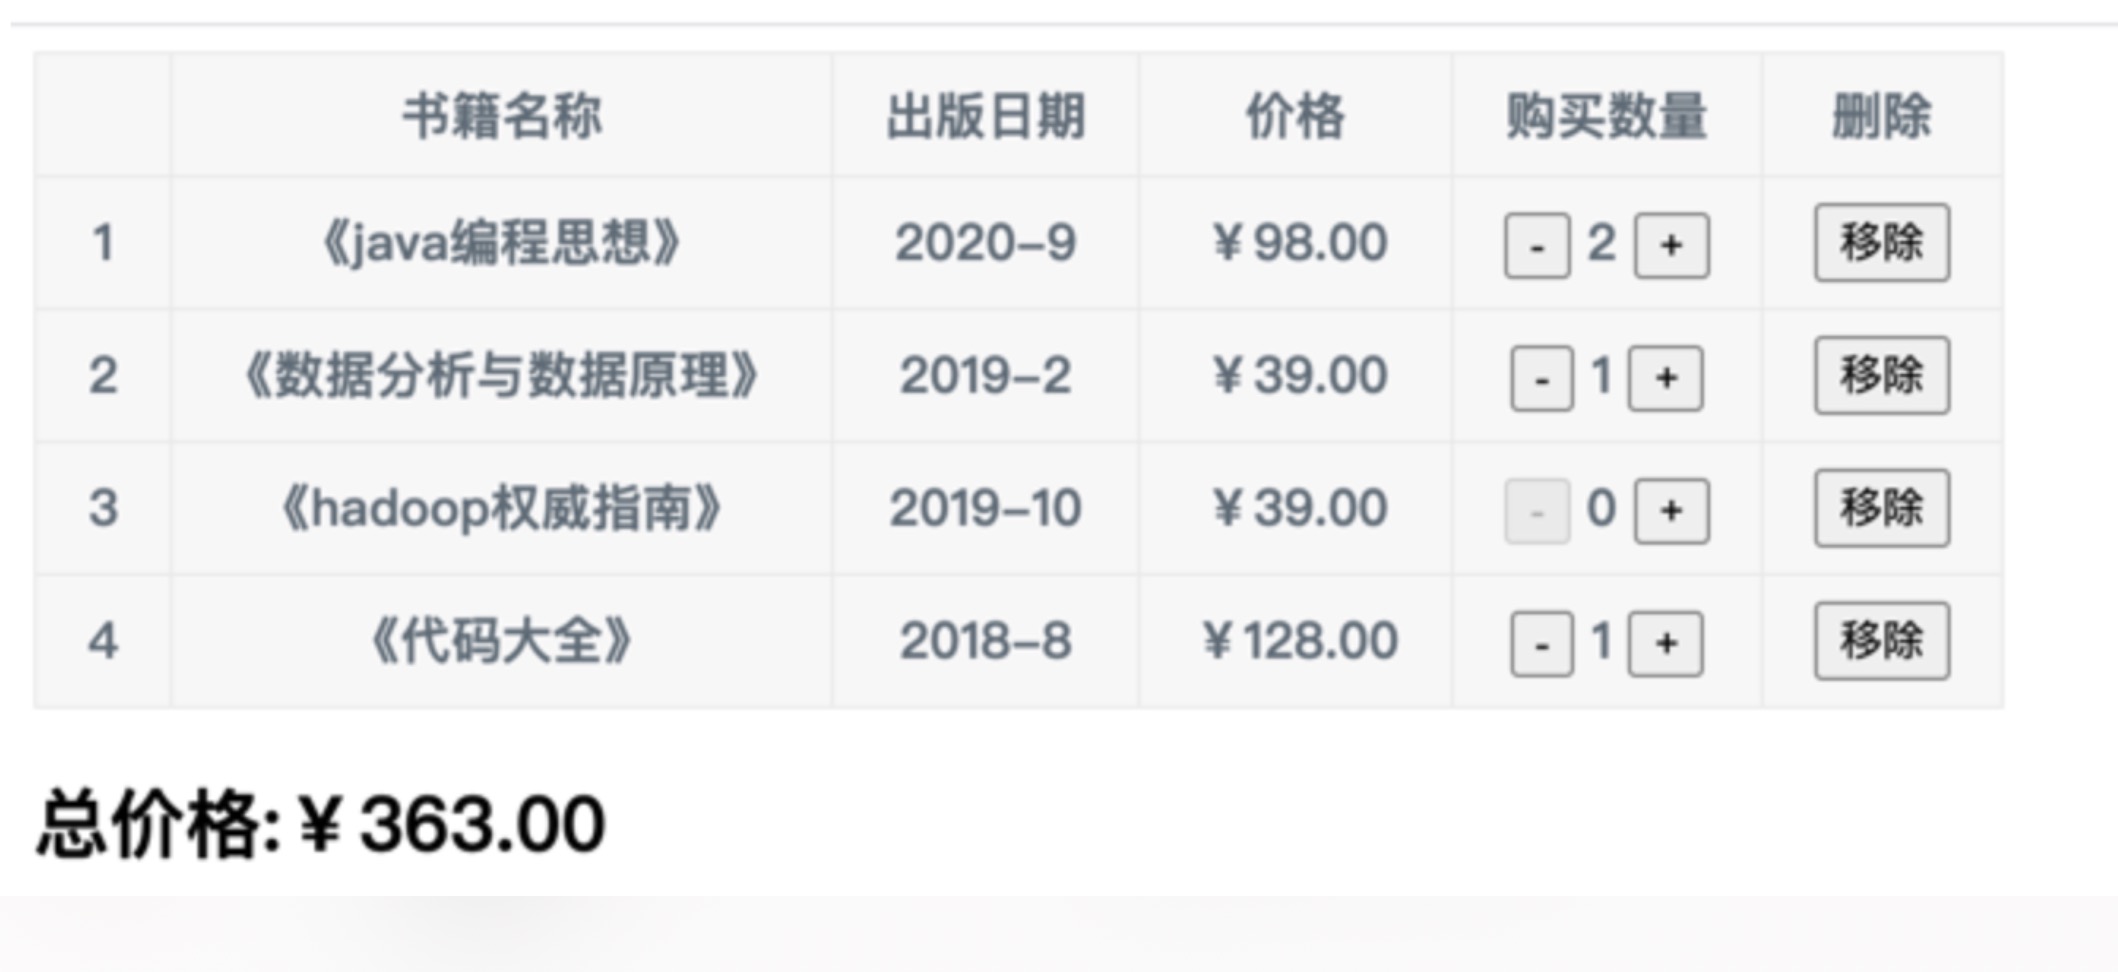 书籍名称 出版日期 价格 购买数量 删除
1 《java编程思想》 2020-9 ¥98.00 - 2 + 移除
2 《数据分析与数据原理》 2019-2 ¥39.00 - 1 + 移除
3 《hadoop权威指南》 2019-10 ¥39.00 - 0 + 移除
4 《代码大全》 2018-8 ¥128.00 - 1 + 移除
总价格: ¥363.00